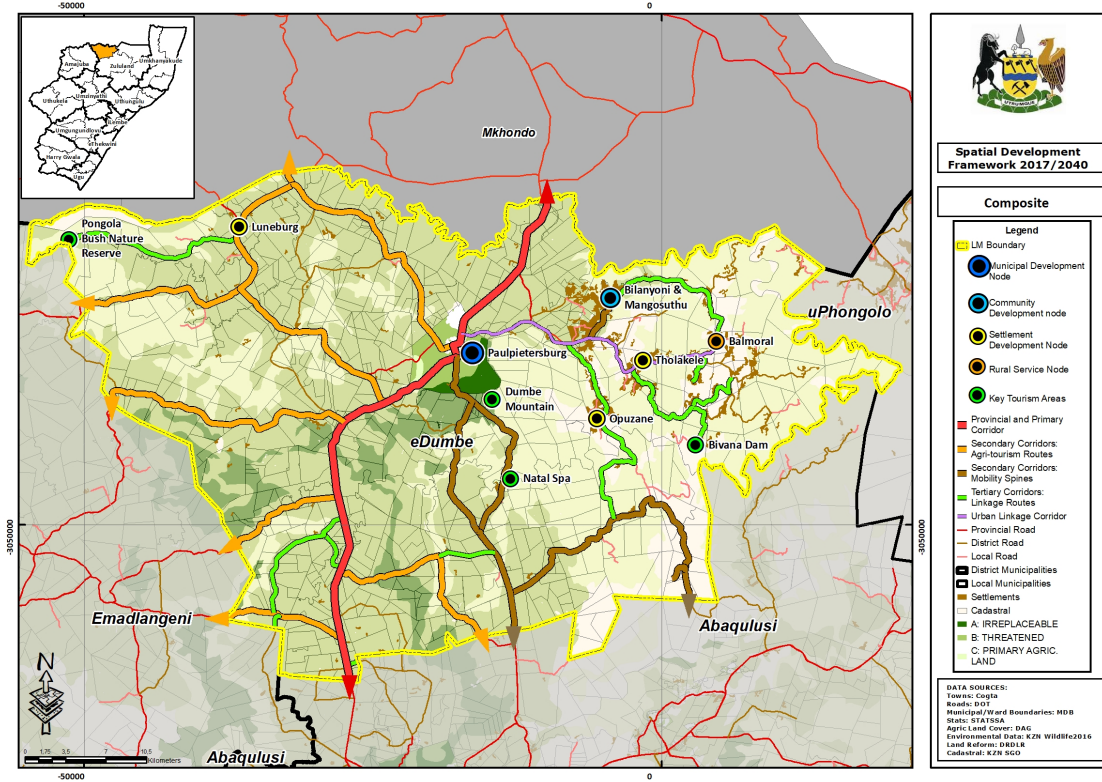 -50000
0
Amajuba
Zululand
Umkhanyakude
Uthukela
Umzinyathi
Uthungulu
iLembe
Umgungundlovu
eThekwini
Harry Gwala
Ugu
Mkhondo
Luneburg
Pongola
Bush Nature
Reserve
Bilanyoni &
Mangosuthu
uPhongolo
Paulpietersburg
Tholakele
Balmoral
Dumbe
Mountain
Opuzane
eDumbe
Bivana Dam
Natal Spa
-3050000
-3050000
Emadlangeni
Abaqulusi
N
0 1,75 3,5 7 10,5
Kilometers
Abaqulusi
-50000
0
UTRUMQUE
Spatial Development
Framework 2017/2040
Composite
Legend
LM Boundary
Municipal Development
Node
Community
Development node
Settlement
Development Node
Rural Service Node
Key Tourism Areas
Provincial and Primary
Corridor
Secondary Corridors:
Agri-tourism Routes
Secondary Corridors:
Mobility Spines
Tertiary Corridors:
Linkage Routes
Urban Linkage Corridor
Provincial Road
District Road
Local Road
District Municipalities
Local Municipalities
Settlements
Cadastral
A: IRREPLACEABLE
B: THREATENED
C: PRIMARY AGRIC.
LAND
DATA SOURCES:
Towns: Cogta
Roads: DOT
Municipal/Ward Boundaries: MDB
Stats: STATSSA
Agric Land Cover: DAG
Environmental Data: KZN Wildlife2016
Land Reform: DRDLR
Cadastral: KZN SGO